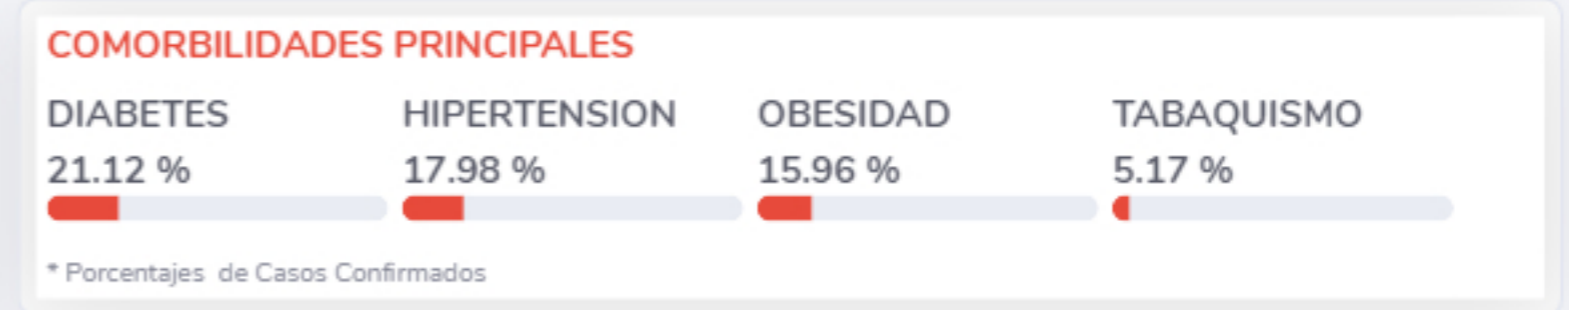 COMORBILIDADES PRINCIPALES
DIABETES HIPERTENSION OBESIDAD TABAQUISMO
21.12 % 17.98 % 15.96 % 5.17 %
* Porcentajes de Casos Confirmados